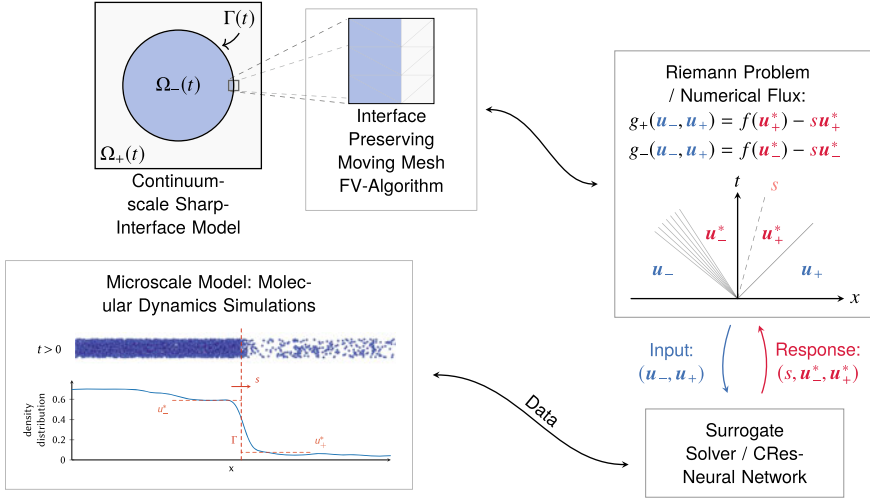 Γ(t)
Ω₋(t)
Ω₊(t)
Continuum-
scale Sharp-
Interface Model
Interface
Preserving
Moving Mesh
FV-Algorithm
Riemann Problem
/ Numerical Flux:
g₊(u₋, u₊) = f(u₊*) − su₊*
g₋(u₋, u₊) = f(u₋*) − su₋*
t
s
u₋*
u₊*
u₋
u₊
x
Microscale Model: Molec-
ular Dynamics Simulations
t > 0
s
density
distribution
0.6
0.4
0.2
0
u₋*
Γ
u₊*
x
Data
Input:
(u₋, u₊)
Response:
(s, u₋*, u₊*)
Surrogate
Solver / CRes-
Neural Network